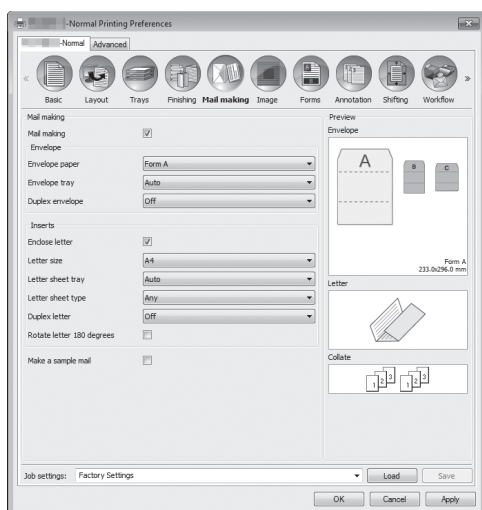 -Normal Printing Preferences
-Normal Advanced
« Basic Layout Trays Finishing Mail making Image Forms Annotation Shifting Workflow »
Mail making
Mail making
Envelope
Envelope paper Form A
Envelope tray Auto
Duplex envelope Off
Inserts
Enclose letter
Letter size A4
Letter sheet tray Auto
Letter sheet type Any
Duplex letter Off
Rotate letter 180 degrees
Make a sample mail
Preview
Envelope
A B C
Form A
233.0x296.0 mm
Letter
Collate
1 2 3 1 2 3
Job settings: Factory Settings Load Save
OK Cancel Apply